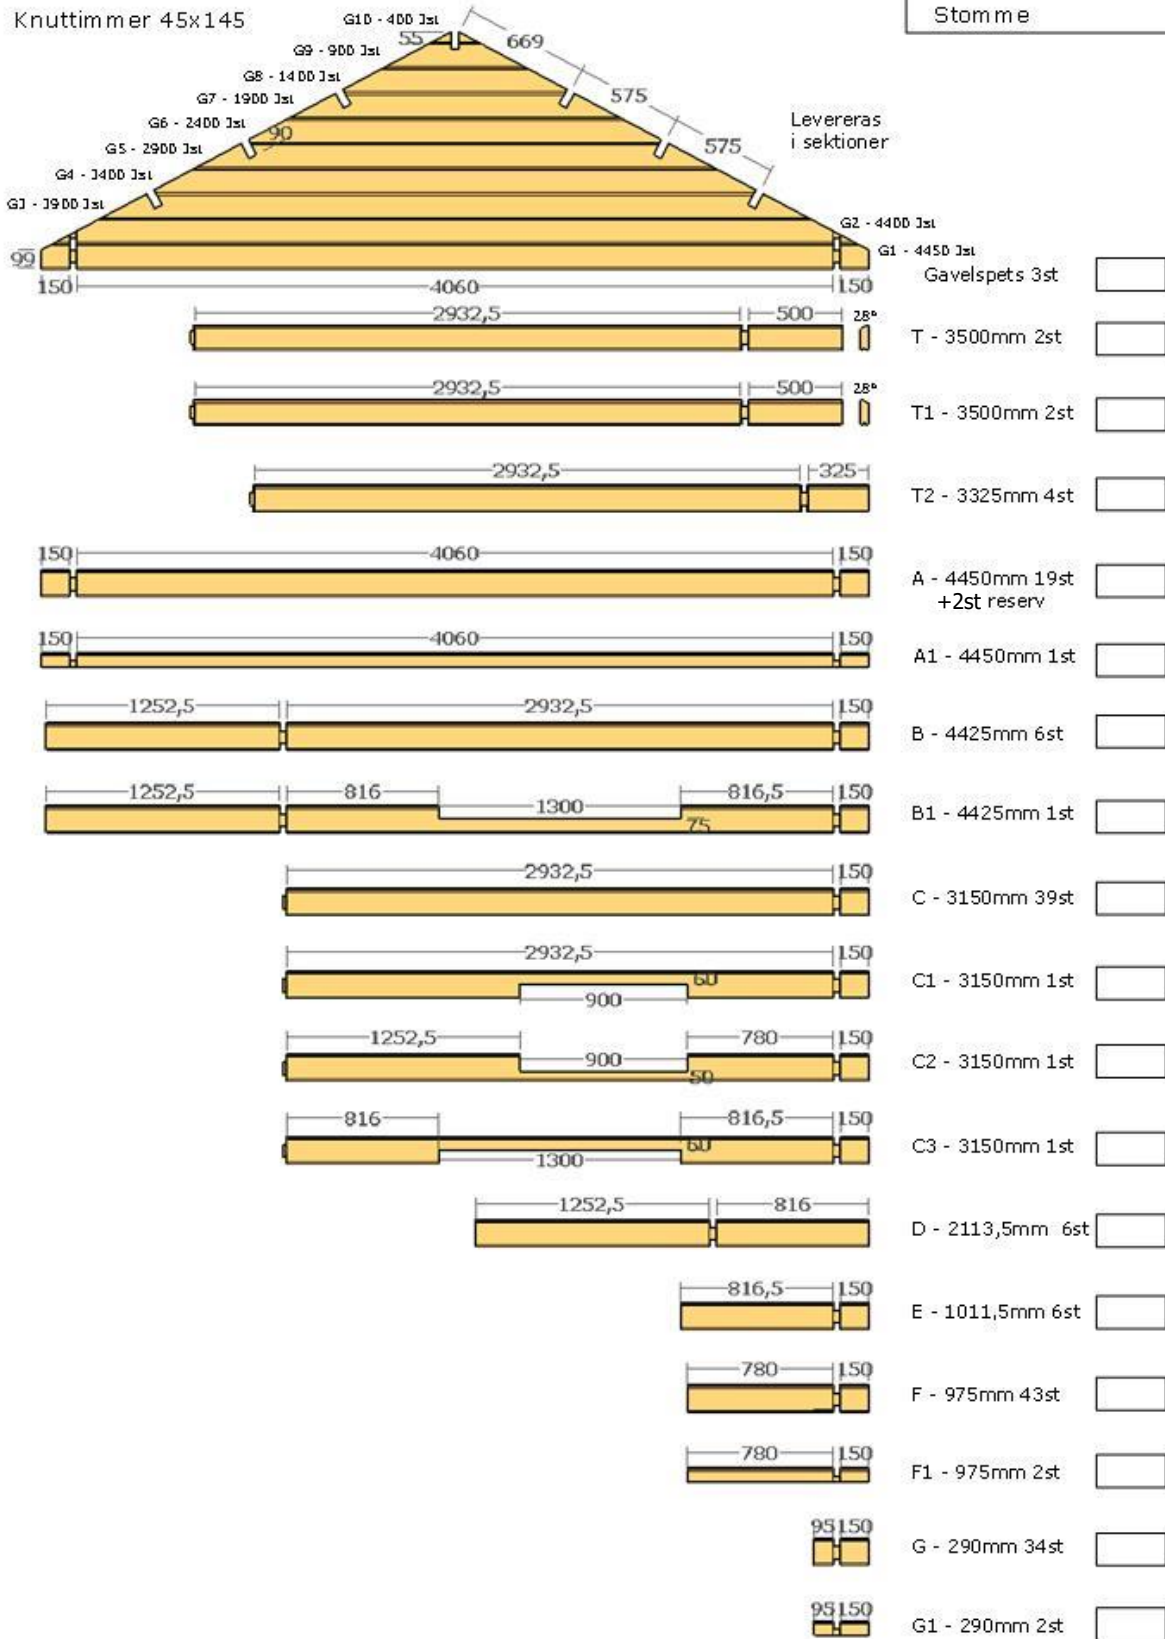 Knuttimmer 45x145
Stomme
G10 - 400 3st
55
669
G9 - 900 3st
G8 - 1400 3st
575
G7 - 1900 3st
Levereras
i sektioner
G6 - 2400 3st
90
575
G5 - 2900 3st
G4 - 3400 3st
G3 - 3900 3st
G2 - 4400 3st
G1 - 4450 3st
99
150 4060 150
Gavelspets 3st
2932,5 500 28°
T - 3500mm 2st
2932,5 500 28°
T1 - 3500mm 2st
2932,5 325
T2 - 3325mm 4st
150 4060 150
A - 4450mm 19st
+2st reserv
150 4060 150
A1 - 4450mm 1st
1252,5 2932,5 150
B - 4425mm 6st
1252,5 816 1300 816,5 150
75
B1 - 4425mm 1st
2932,5 150
C - 3150mm 39st
2932,5 150
60
900
C1 - 3150mm 1st
1252,5 900 780 150
50
C2 - 3150mm 1st
816 816,5 150
60
1300
C3 - 3150mm 1st
1252,5 816
D - 2113,5mm 6st
816,5 150
E - 1011,5mm 6st
780 150
F - 975mm 43st
780 150
F1 - 975mm 2st
95 150
G - 290mm 34st
95 150
G1 - 290mm 2st